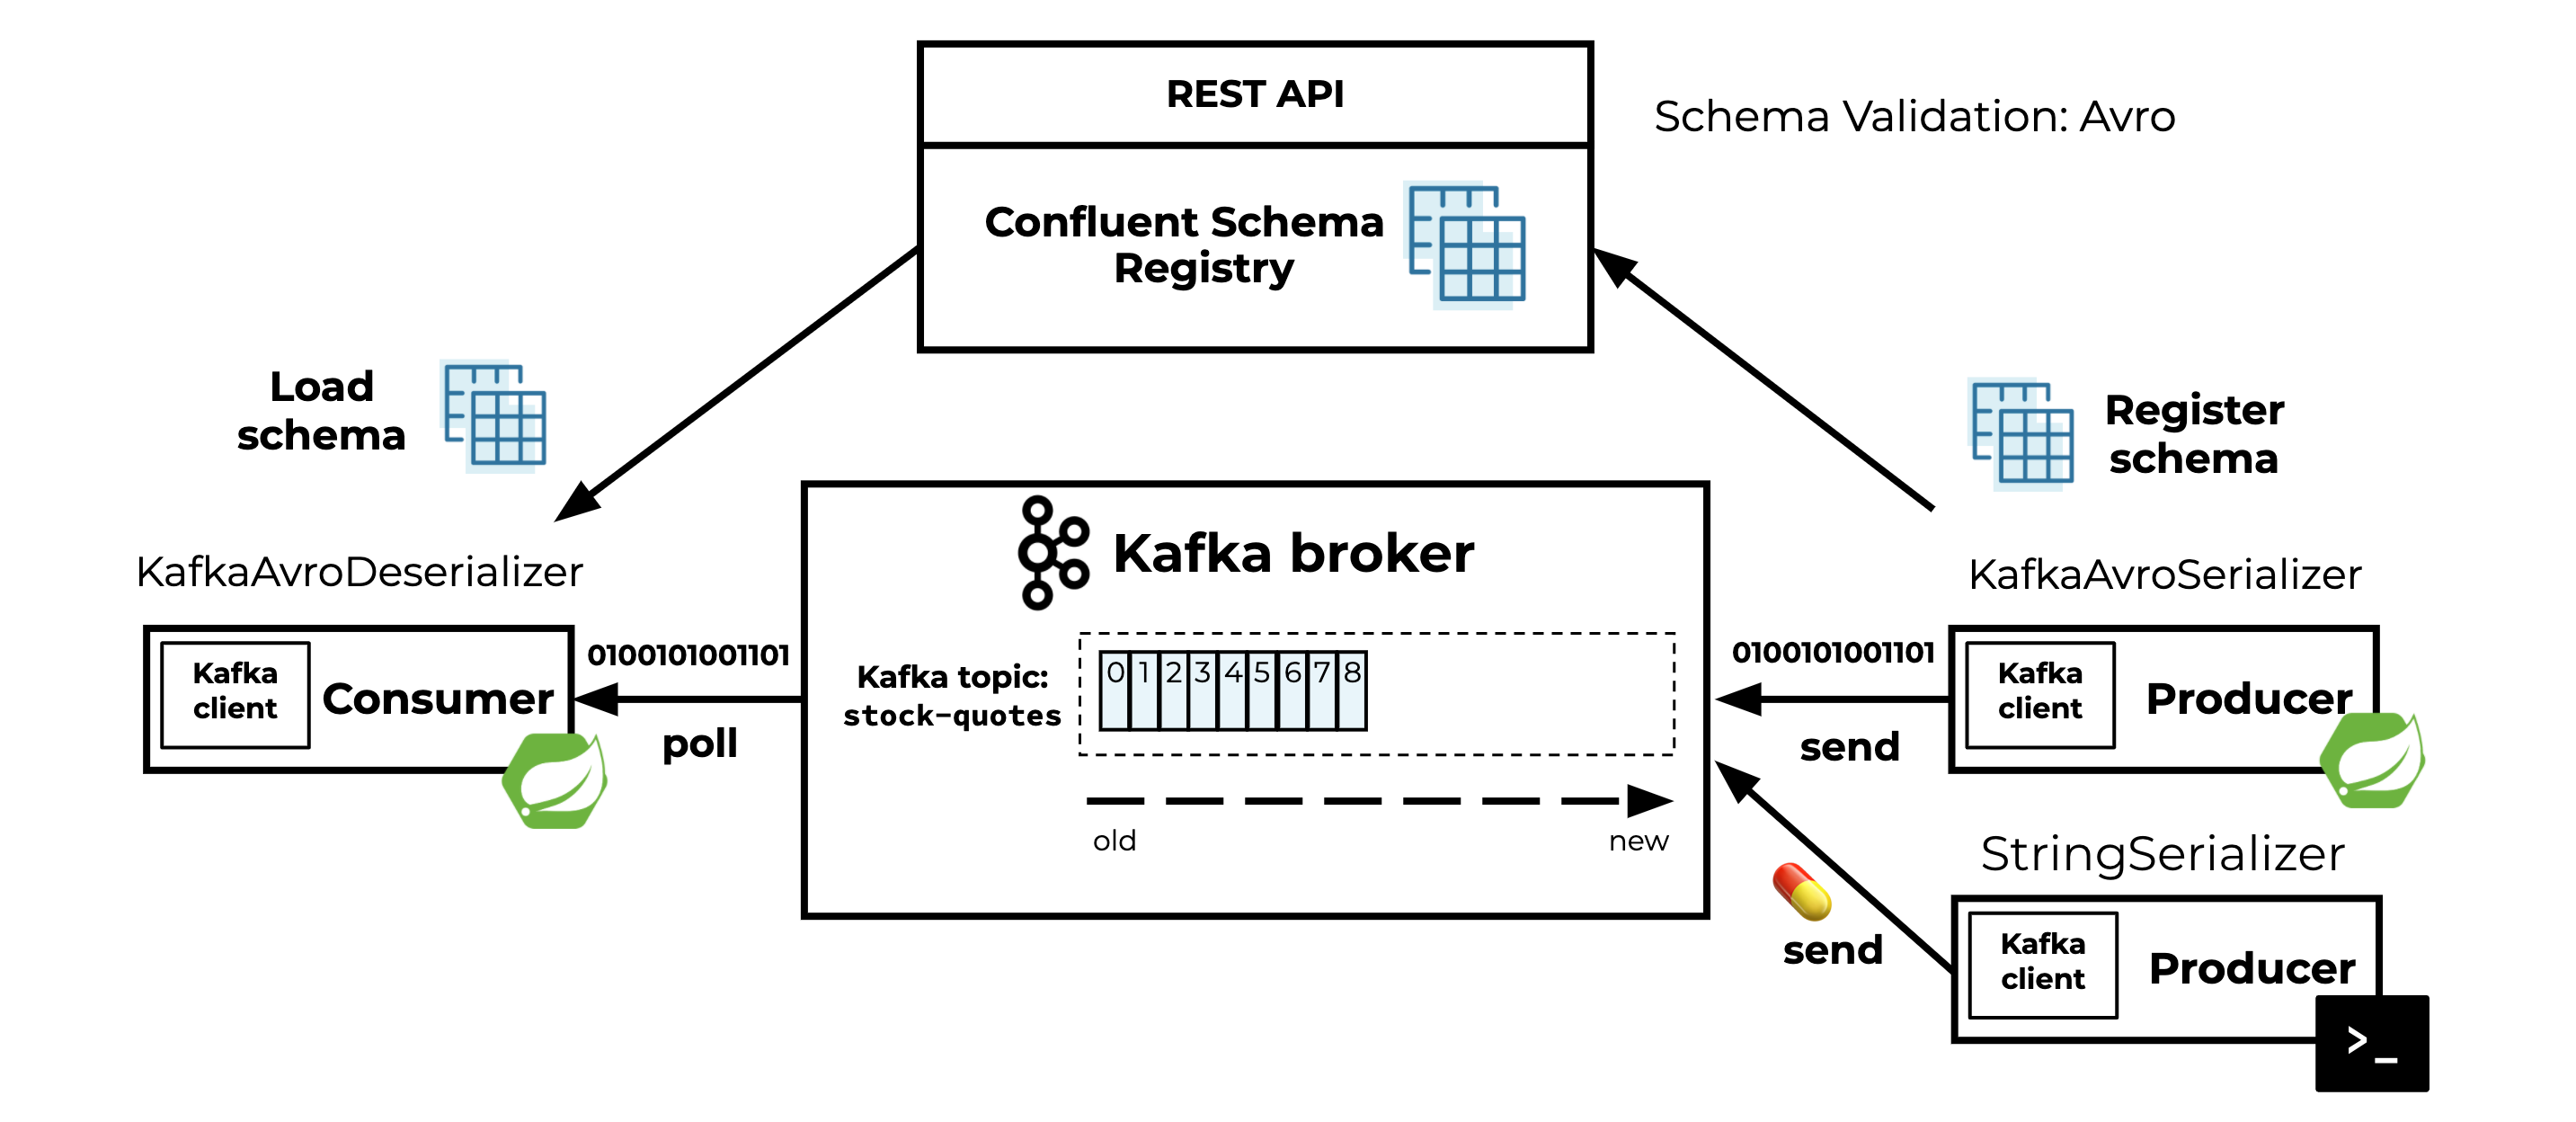 REST API
Schema Validation: Avro
Confluent Schema
Registry
Load
schema
Register
schema
Kafka broker
KafkaAvroDeserializer
KafkaAvroSerializer
Kafka
client
Consumer
0100101001101
poll
Kafka topic:
stock-quotes
0 1 2 3 4 5 6 7 8
old
new
0100101001101
send
Kafka
client
Producer
StringSerializer
send
Kafka
client
Producer
>_